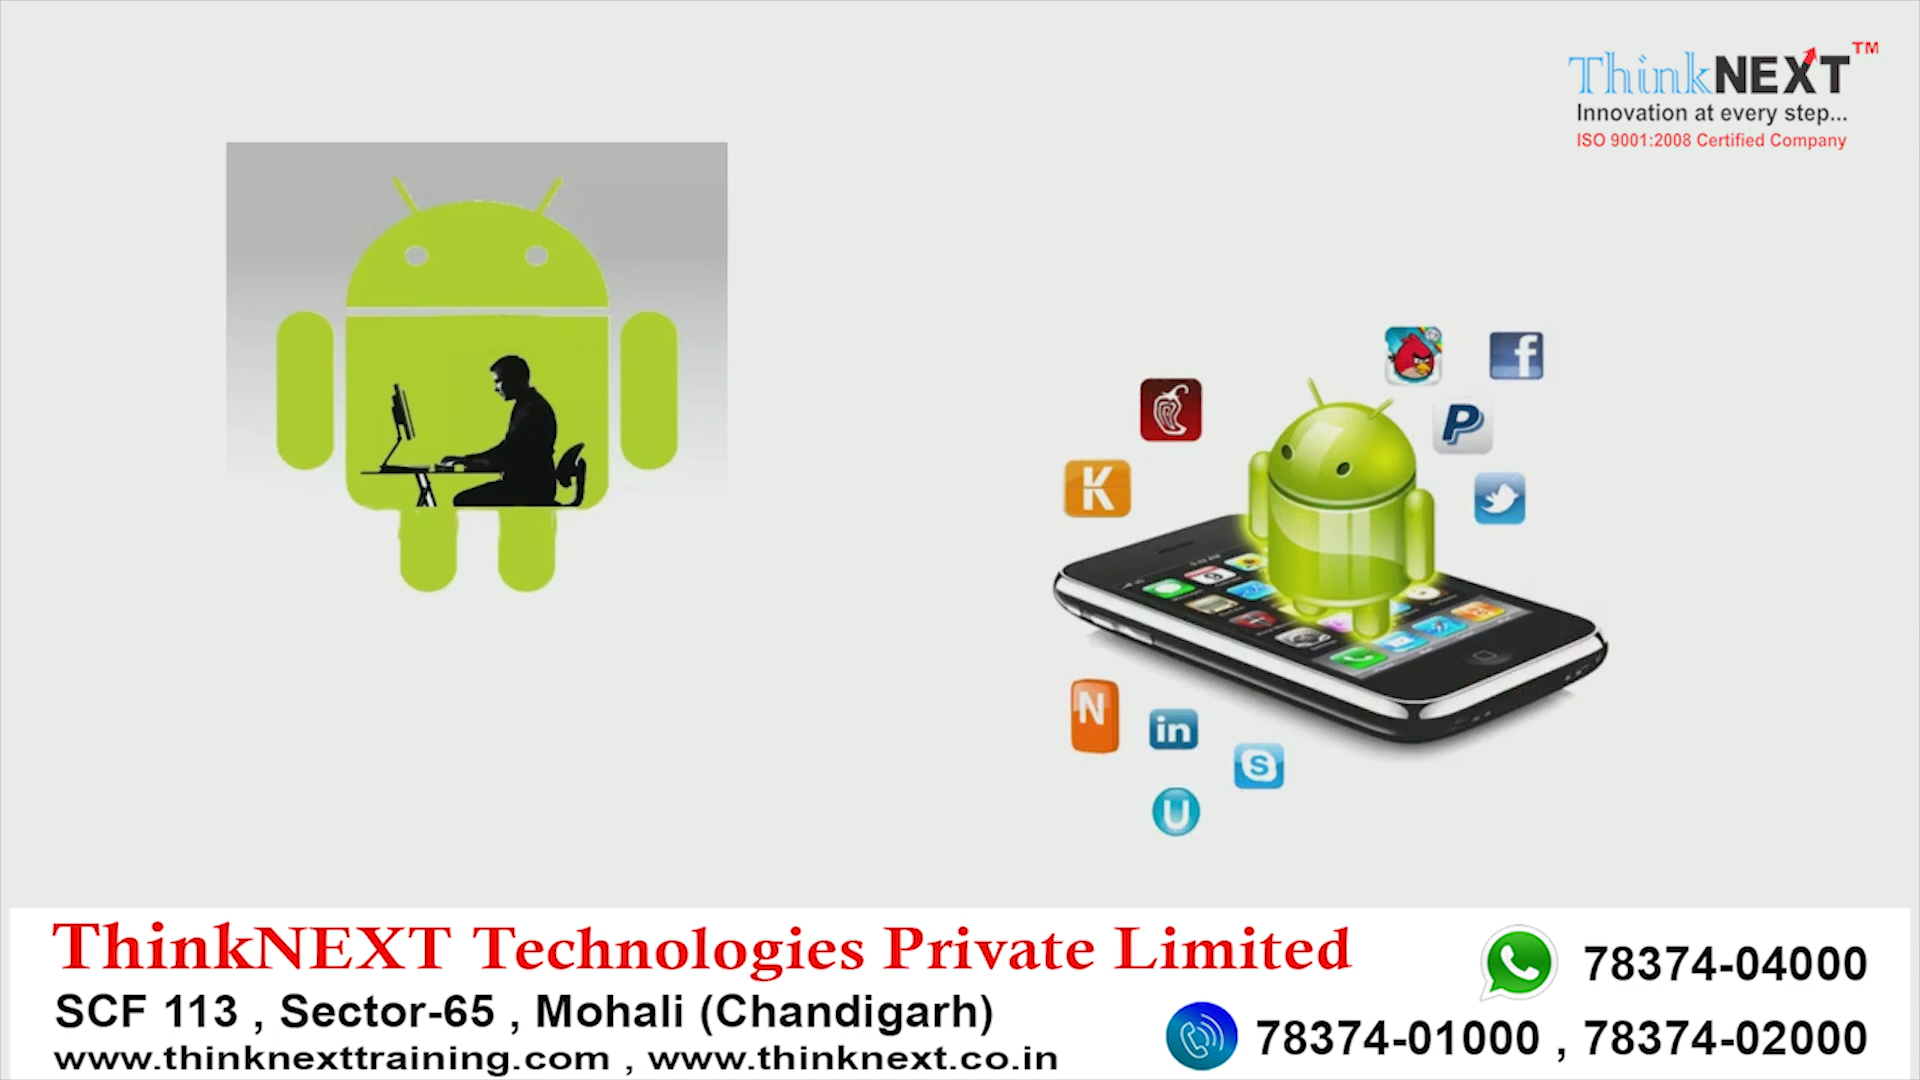 ThinkNEXT™
Innovation at every step...
ISO 9001:2008 Certified Company
f
P
K
N
in
S
U
ThinkNEXT Technologies Private Limited
SCF 113 , Sector-65 , Mohali (Chandigarh)
www.thinknexttraining.com , www.thinknext.co.in
78374-04000
78374-01000 , 78374-02000